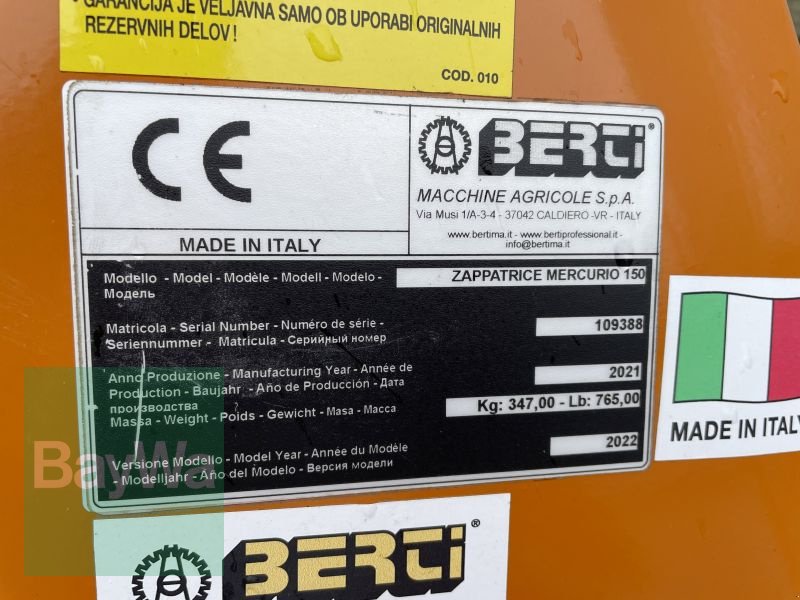 GARANCIJA JE VELJAVNA SAMO OB UPORABI ORIGINALNIH
REZERVNIH DELOV!
COD. 010
CE
MADE IN ITALY
BERTI®
MACCHINE AGRICOLE S.p.A.
Via Musi 1/A-3-4 - 37042 CALDIERO -VR - ITALY
www.bertima.it - www.bertiprofessional.it -
info@bertima.it
Modello - Model - Modèle - Modell - Modelo -
Модель
ZAPPATRICE MERCURIO 150
Matricola - Serial Number - Numéro de série -
Seriennummer - Matricula - Серийный номер
109388
Anno Produzione - Manufacturing Year - Année de
Production - Baujahr - Año de Producción - Дата
производства
2021
Massa - Weight - Poids - Gewicht - Masa - Масса
Kg: 347,00 - Lb: 765,00
Versione Modello - Model Year - Année du Modèle
- Modelljahr - Año del Modelo - Версия модели
2022
MADE IN ITALY
BayWa
BERTI®